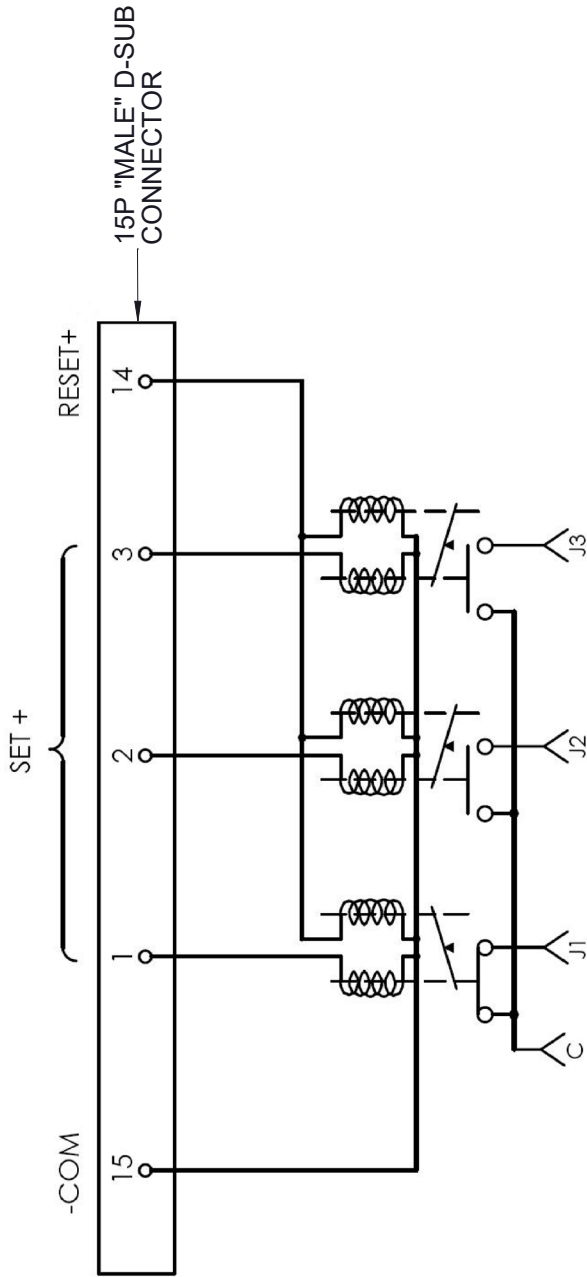 15P "MALE" D-SUB
CONNECTOR
-COM
SET +
RESET+
15
1
2
3
14
C
J1
J2
J3